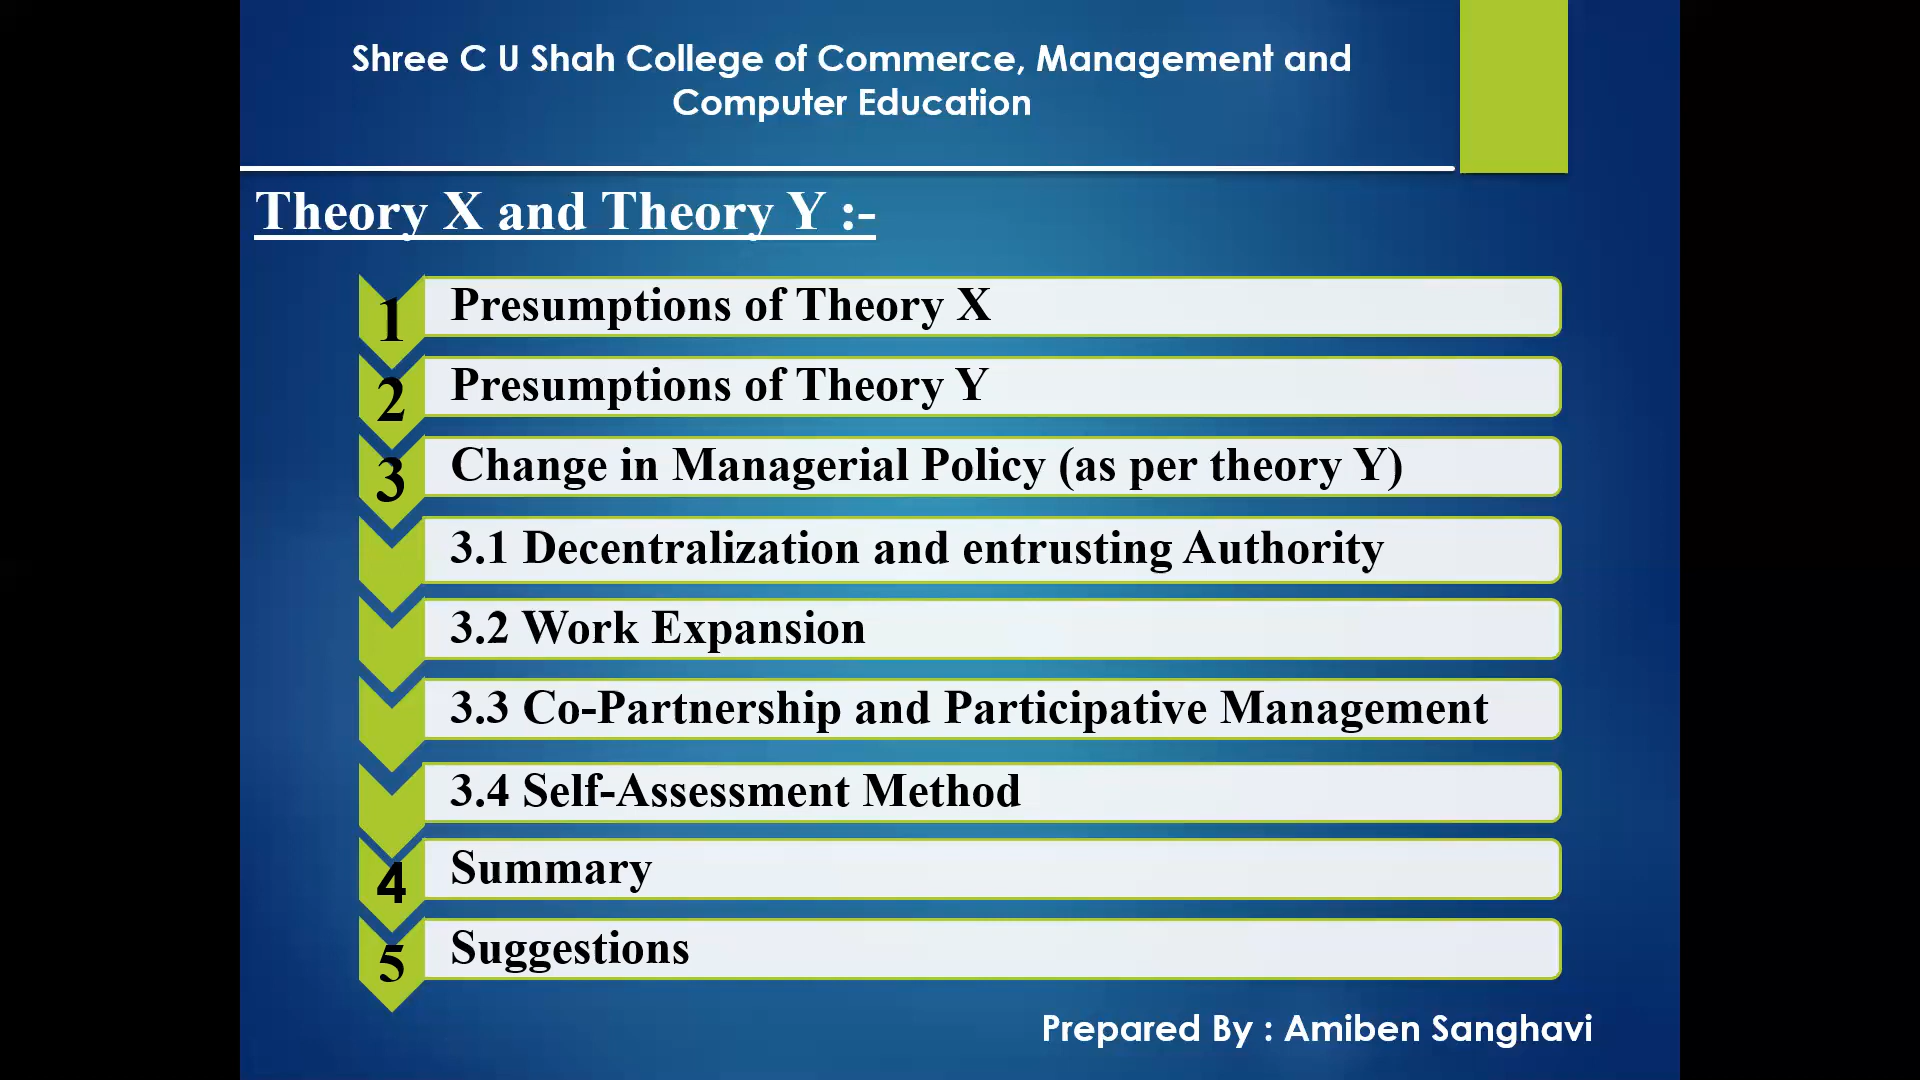 Shree C U Shah College of Commerce, Management and
Computer Education
Theory X and Theory Y :-
1 Presumptions of Theory X
2 Presumptions of Theory Y
3 Change in Managerial Policy (as per theory Y)
3.1 Decentralization and entrusting Authority
3.2 Work Expansion
3.3 Co-Partnership and Participative Management
3.4 Self-Assessment Method
4 Summary
5 Suggestions
Prepared By : Amiben Sanghavi